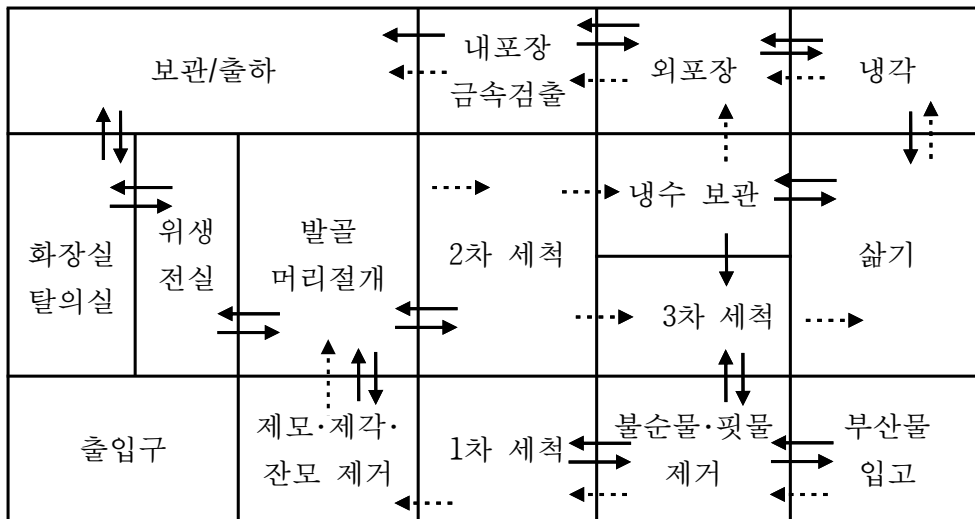 보관/출하
내포장
금속검출
외포장
냉각
화장실
탈의실
위생
전실
발골
머리절개
2차 세척
냉수 보관
3차 세척
삶기
출입구
제모·제각·
잔모 제거
1차 세척
불순물·핏물
제거
부산물
입고